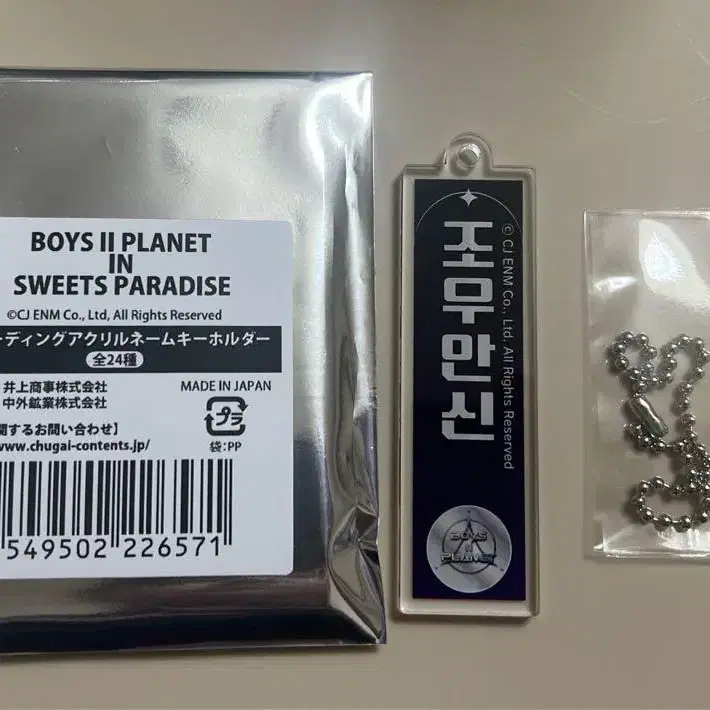 BOYS II PLANET
IN
SWEETS PARADISE
©CJ ENM Co., Ltd, All Rights Reserved
ーディングアクリルネームキーホルダー
全24種
井上商事株式会社
中外鉱業株式会社
MADE IN JAPAN
プラ
袋:PP
関するお問い合わせ】
www.chugai-contents.jp/
549502 226571
조우안신
© CJ ENM Co., Ltd. All Rights Reserved
BOYS
II
PLANET